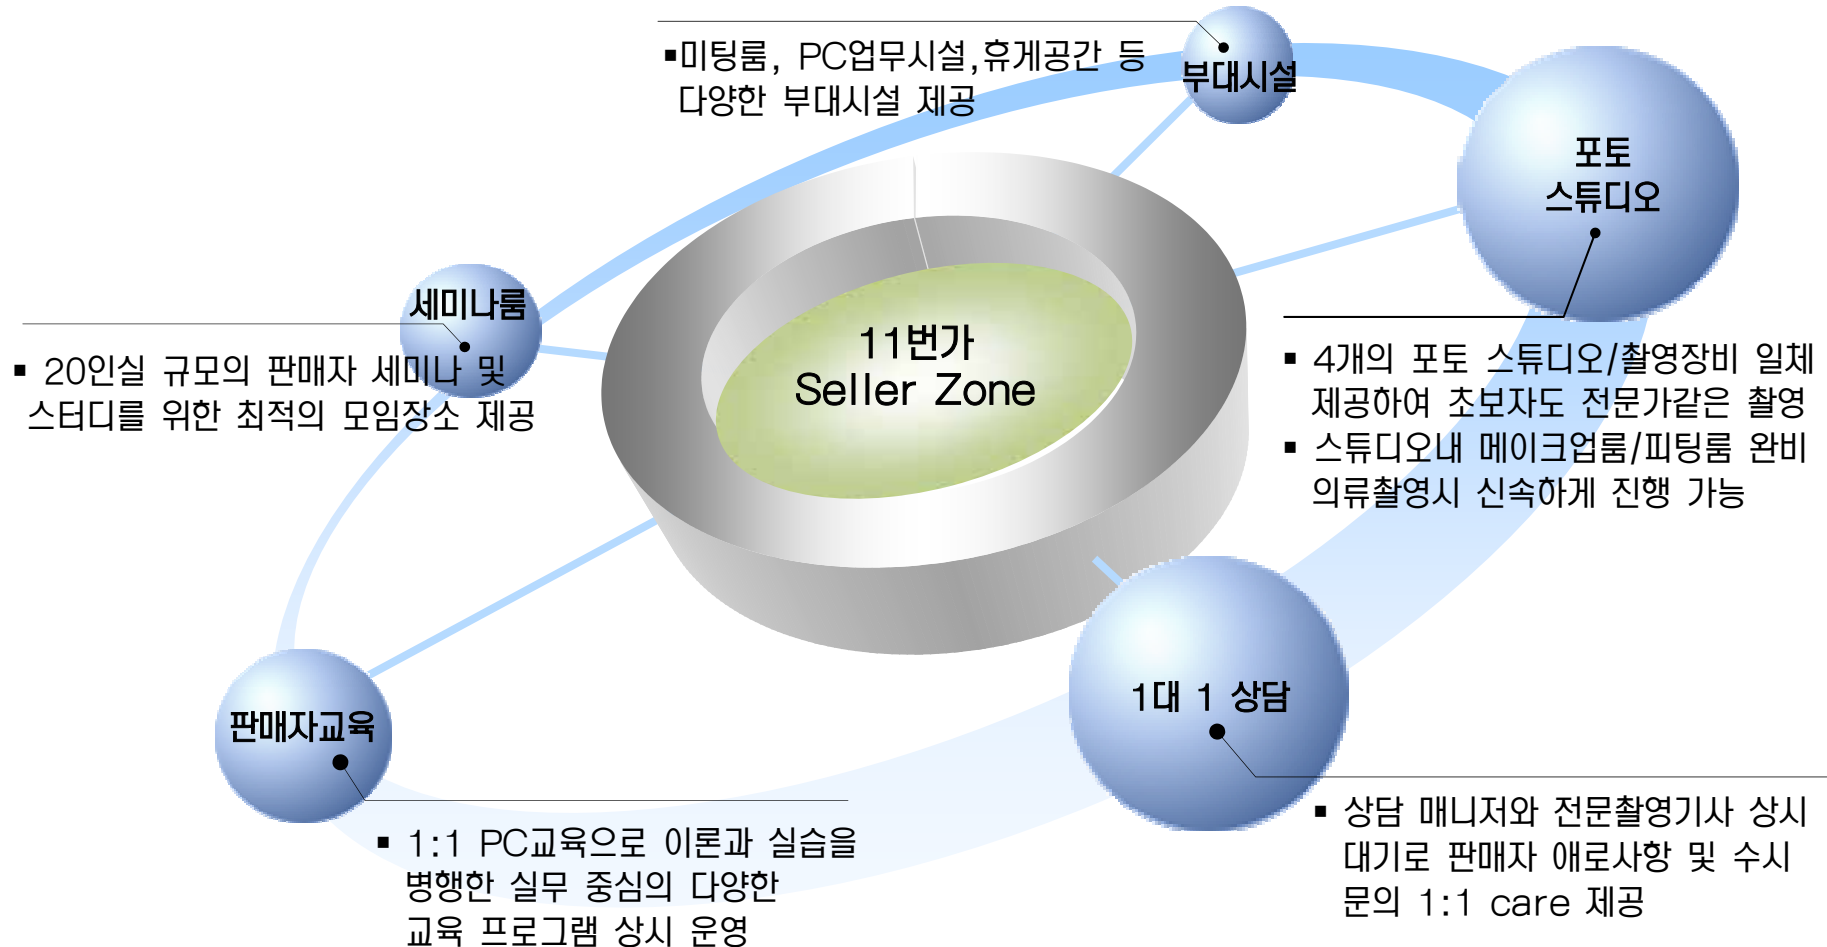 ▪미팅룸, PC업무시설,휴게공간 등
다양한 부대시설 제공
부대시설
포토
스튜디오
세미나룸
▪ 20인실 규모의 판매자 세미나 및
스터디를 위한 최적의 모임장소 제공
11번가
Seller Zone
▪ 4개의 포토 스튜디오/촬영장비 일체
제공하여 초보자도 전문가같은 촬영
▪ 스튜디오내 메이크업룸/피팅룸 완비
의류촬영시 신속하게 진행 가능
판매자교육
▪ 1:1 PC교육으로 이론과 실습을
병행한 실무 중심의 다양한
교육 프로그램 상시 운영
1대 1 상담
▪ 상담 매니저와 전문촬영기사 상시
대기로 판매자 애로사항 및 수시
문의 1:1 care 제공